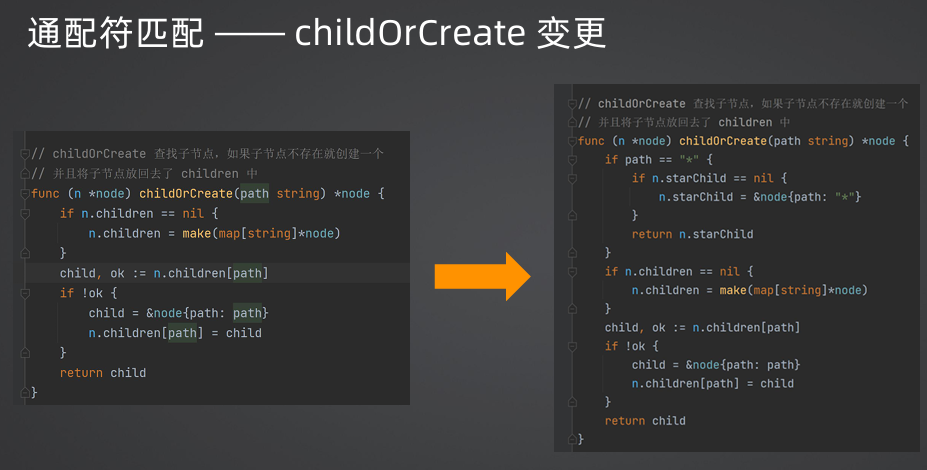 通配符匹配 —— childOrCreate 变更
// childOrCreate 查找子节点，如果子节点不存在就创建一个
// 并且将子节点放回去了 children 中
func (n *node) childOrCreate(path string) *node {
    if n.children == nil {
        n.children = make(map[string]*node)
    }
    child, ok := n.children[path]
    if !ok {
        child = &node{path: path}
        n.children[path] = child
    }
    return child
}
// childOrCreate 查找子节点，如果子节点不存在就创建一个
// 并且将子节点放回去了 children 中
func (n *node) childOrCreate(path string) *node {
    if path == "*" {
        if n.starChild == nil {
            n.starChild = &node{path: "*"}
        }
        return n.starChild
    }
    if n.children == nil {
        n.children = make(map[string]*node)
    }
    child, ok := n.children[path]
    if !ok {
        child = &node{path: path}
        n.children[path] = child
    }
    return child
}